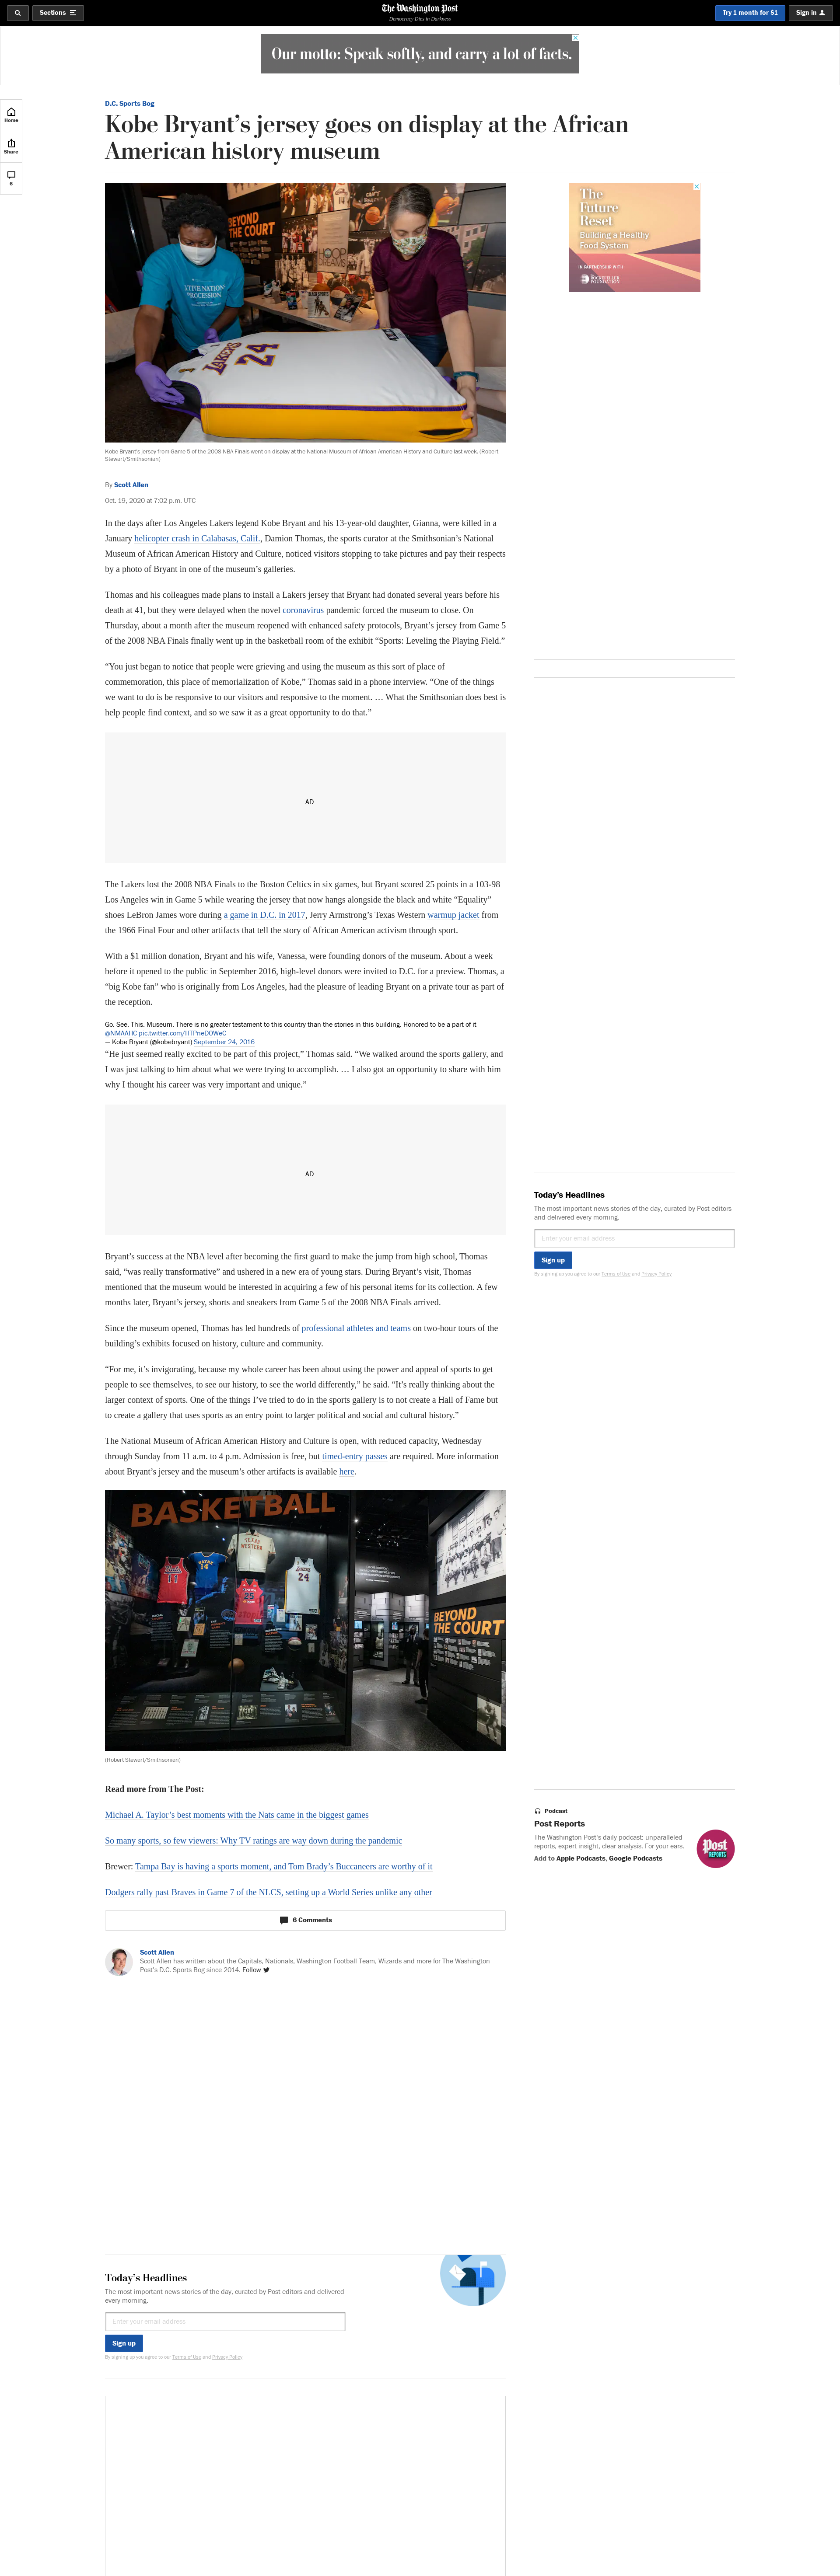 Sections
The Washington Post
Democracy Dies in Darkness
Try 1 month for $1
Sign in
Our motto: Speak softly, and carry a lot of facts.
Home
Share
6
D.C. Sports Bog
Kobe Bryant’s jersey goes on display at the African
American history museum
BEYOND
THE COURT
LAKERS
24
Kobe Bryant's jersey from Game 5 of the 2008 NBA Finals went on display at the National Museum of African American History and Culture last week. (Robert
Stewart/Smithsonian)
The
Future
Reset
Building a Healthy
Food System
IN PARTNERSHIP WITH
ROCKEFELLER
FOUNDATION
By Scott Allen
Oct. 19, 2020 at 7:02 p.m. UTC
In the days after Los Angeles Lakers legend Kobe Bryant and his 13-year-old daughter, Gianna, were killed in a
January helicopter crash in Calabasas, Calif., Damion Thomas, the sports curator at the Smithsonian’s National
Museum of African American History and Culture, noticed visitors stopping to take pictures and pay their respects
by a photo of Bryant in one of the museum’s galleries.
Thomas and his colleagues made plans to install a Lakers jersey that Bryant had donated several years before his
death at 41, but they were delayed when the novel coronavirus pandemic forced the museum to close. On
Thursday, about a month after the museum reopened with enhanced safety protocols, Bryant’s jersey from Game 5
of the 2008 NBA Finals finally went up in the basketball room of the exhibit “Sports: Leveling the Playing Field.”
“You just began to notice that people were grieving and using the museum as this sort of place of
commemoration, this place of memorialization of Kobe,” Thomas said in a phone interview. “One of the things
we want to do is be responsive to our visitors and responsive to the moment. … What the Smithsonian does best is
help people find context, and so we saw it as a great opportunity to do that.”
AD
The Lakers lost the 2008 NBA Finals to the Boston Celtics in six games, but Bryant scored 25 points in a 103-98
Los Angeles win in Game 5 while wearing the jersey that now hangs alongside the black and white “Equality”
shoes LeBron James wore during a game in D.C. in 2017, Jerry Armstrong’s Texas Western warmup jacket from
the 1966 Final Four and other artifacts that tell the story of African American activism through sport.
With a $1 million donation, Bryant and his wife, Vanessa, were founding donors of the museum. About a week
before it opened to the public in September 2016, high-level donors were invited to D.C. for a preview. Thomas, a
“big Kobe fan” who is originally from Los Angeles, had the pleasure of leading Bryant on a private tour as part of
the reception.
Go. See. This. Museum. There is no greater testament to this country than the stories in this building. Honored to be a part of it
@NMAAHC pic.twitter.com/HTPneDOWeC
— Kobe Bryant (@kobebryant) September 24, 2016
“He just seemed really excited to be part of this project,” Thomas said. “We walked around the sports gallery, and
I was just talking to him about what we were trying to accomplish. … I also got an opportunity to share with him
why I thought his career was very important and unique.”
AD
Today’s Headlines
The most important news stories of the day, curated by Post editors
and delivered every morning.
Enter your email address
Sign up
By signing up you agree to our Terms of Use and Privacy Policy
Bryant’s success at the NBA level after becoming the first guard to make the jump from high school, Thomas
said, “was really transformative” and ushered in a new era of young stars. During Bryant’s visit, Thomas
mentioned that the museum would be interested in acquiring a few of his personal items for its collection. A few
months later, Bryant’s jersey, shorts and sneakers from Game 5 of the 2008 NBA Finals arrived.
Since the museum opened, Thomas has led hundreds of professional athletes and teams on two-hour tours of the
building’s exhibits focused on history, culture and community.
“For me, it’s invigorating, because my whole career has been about using the power and appeal of sports to get
people to see themselves, to see our history, to see the world differently,” he said. “It’s really thinking about the
larger context of sports. One of the things I’ve tried to do in the sports gallery is to not create a Hall of Fame but
to create a gallery that uses sports as an entry point to larger political and social and cultural history.”
The National Museum of African American History and Culture is open, with reduced capacity, Wednesday
through Sunday from 11 a.m. to 4 p.m. Admission is free, but timed-entry passes are required. More information
about Bryant’s jersey and the museum’s other artifacts is available here.
BASKETBALL
TEXAS
WESTERN
24
25
11
BEYOND
THE COURT
(Robert Stewart/Smithsonian)
Read more from The Post:
Michael A. Taylor’s best moments with the Nats came in the biggest games
So many sports, so few viewers: Why TV ratings are way down during the pandemic
Brewer: Tampa Bay is having a sports moment, and Tom Brady’s Buccaneers are worthy of it
Dodgers rally past Braves in Game 7 of the NLCS, setting up a World Series unlike any other
Podcast
Post Reports
The Washington Post's daily podcast: unparalleled
reports, expert insight, clear analysis. For your ears.
Add to Apple Podcasts, Google Podcasts
Post
REPORTS
6 Comments
Scott Allen
Scott Allen has written about the Capitals, Nationals, Washington Football Team, Wizards and more for The Washington
Post's D.C. Sports Bog since 2014. Follow
Today’s Headlines
The most important news stories of the day, curated by Post editors and delivered
every morning.
Enter your email address
Sign up
By signing up you agree to our Terms of Use and Privacy Policy